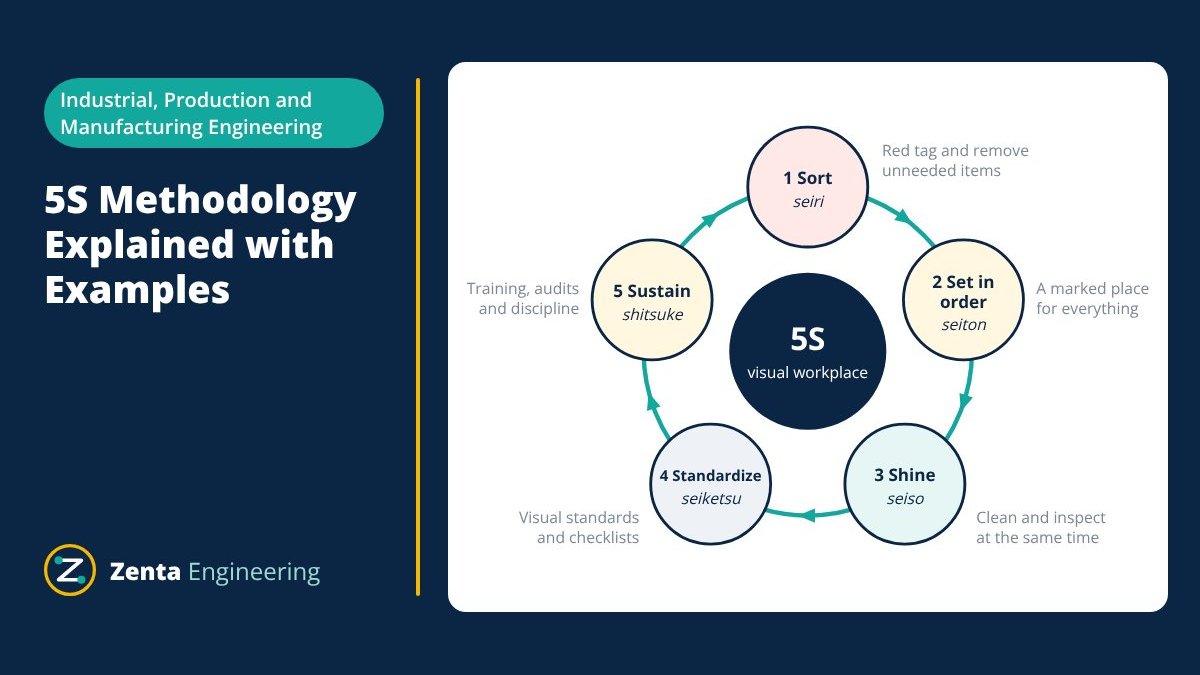 Industrial, Production and
Manufacturing Engineering
5S Methodology
Explained with
Examples
Zenta Engineering
1 Sort
seiri
Red tag and remove
unneeded items
2 Set in
order
seiton
A marked place
for everything
3 Shine
seiso
Clean and inspect
at the same time
4 Standardize
seiketsu
Visual standards
and checklists
5 Sustain
shitsuke
Training, audits
and discipline
5S
visual workplace